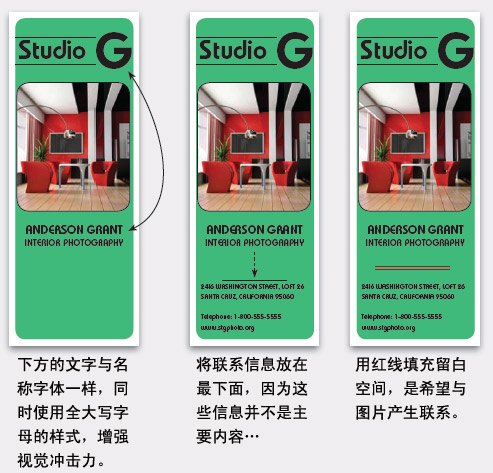 Studio G
ANDERSON GRANT
INTERIOR PHOTOGRAPHY
下方的文字与名
称字体一样，同
时使用全大写字
母的样式，增强
视觉冲击力。
Studio G
ANDERSON GRANT
INTERIOR PHOTOGRAPHY
2416 WASHINGTON STREET, LOFT 26
SANTA CRUZ, CALIFORNIA 95060
Telephone: 1-800-555-5555
www.stgphoto.org
将联系信息放在
最下面，因为这
些信息并不是主
要内容…
Studio G
ANDERSON GRANT
INTERIOR PHOTOGRAPHY
2416 WASHINGTON STREET, LOFT 26
SANTA CRUZ, CALIFORNIA 95060
Telephone: 1-800-555-5555
www.stgphoto.org
用红线填充留白
空间，是希望与
图片产生联系。